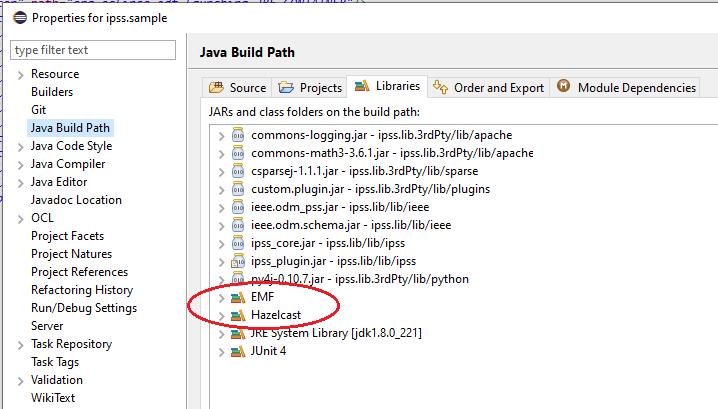 Properties for ipss.sample
type filter text
Resource
Builders
Git
Java Build Path
Java Code Style
Java Compiler
Java Editor
Javadoc Location
OCL
Project Facets
Project Natures
Project References
Refactoring History
Run/Debug Settings
Server
Task Repository
Task Tags
Validation
WikiText
Java Build Path
Source
Projects
Libraries
Order and Export
Module Dependencies
JARs and class folders on the build path:
commons-logging.jar - ipss.lib.3rdPty/lib/apache
commons-math3-3.6.1.jar - ipss.lib.3rdPty/lib/apache
csparsej-1.1.1.jar - ipss.lib.3rdPty/lib/sparse
custom.plugin.jar - ipss.lib.3rdPty/lib/plugins
ieee.odm_pss.jar - ipss.lib/lib/ieee
ieee.odm.schema.jar - ipss.lib/lib/ieee
ipss_core.jar - ipss.lib/lib/ipss
ipss_plugin.jar - ipss.lib/lib/ipss
py4j-0.10.7.jar - ipss.lib.3rdPty/lib/python
EMF
Hazelcast
JRE System Library [jdk1.8.0_221]
JUnit 4